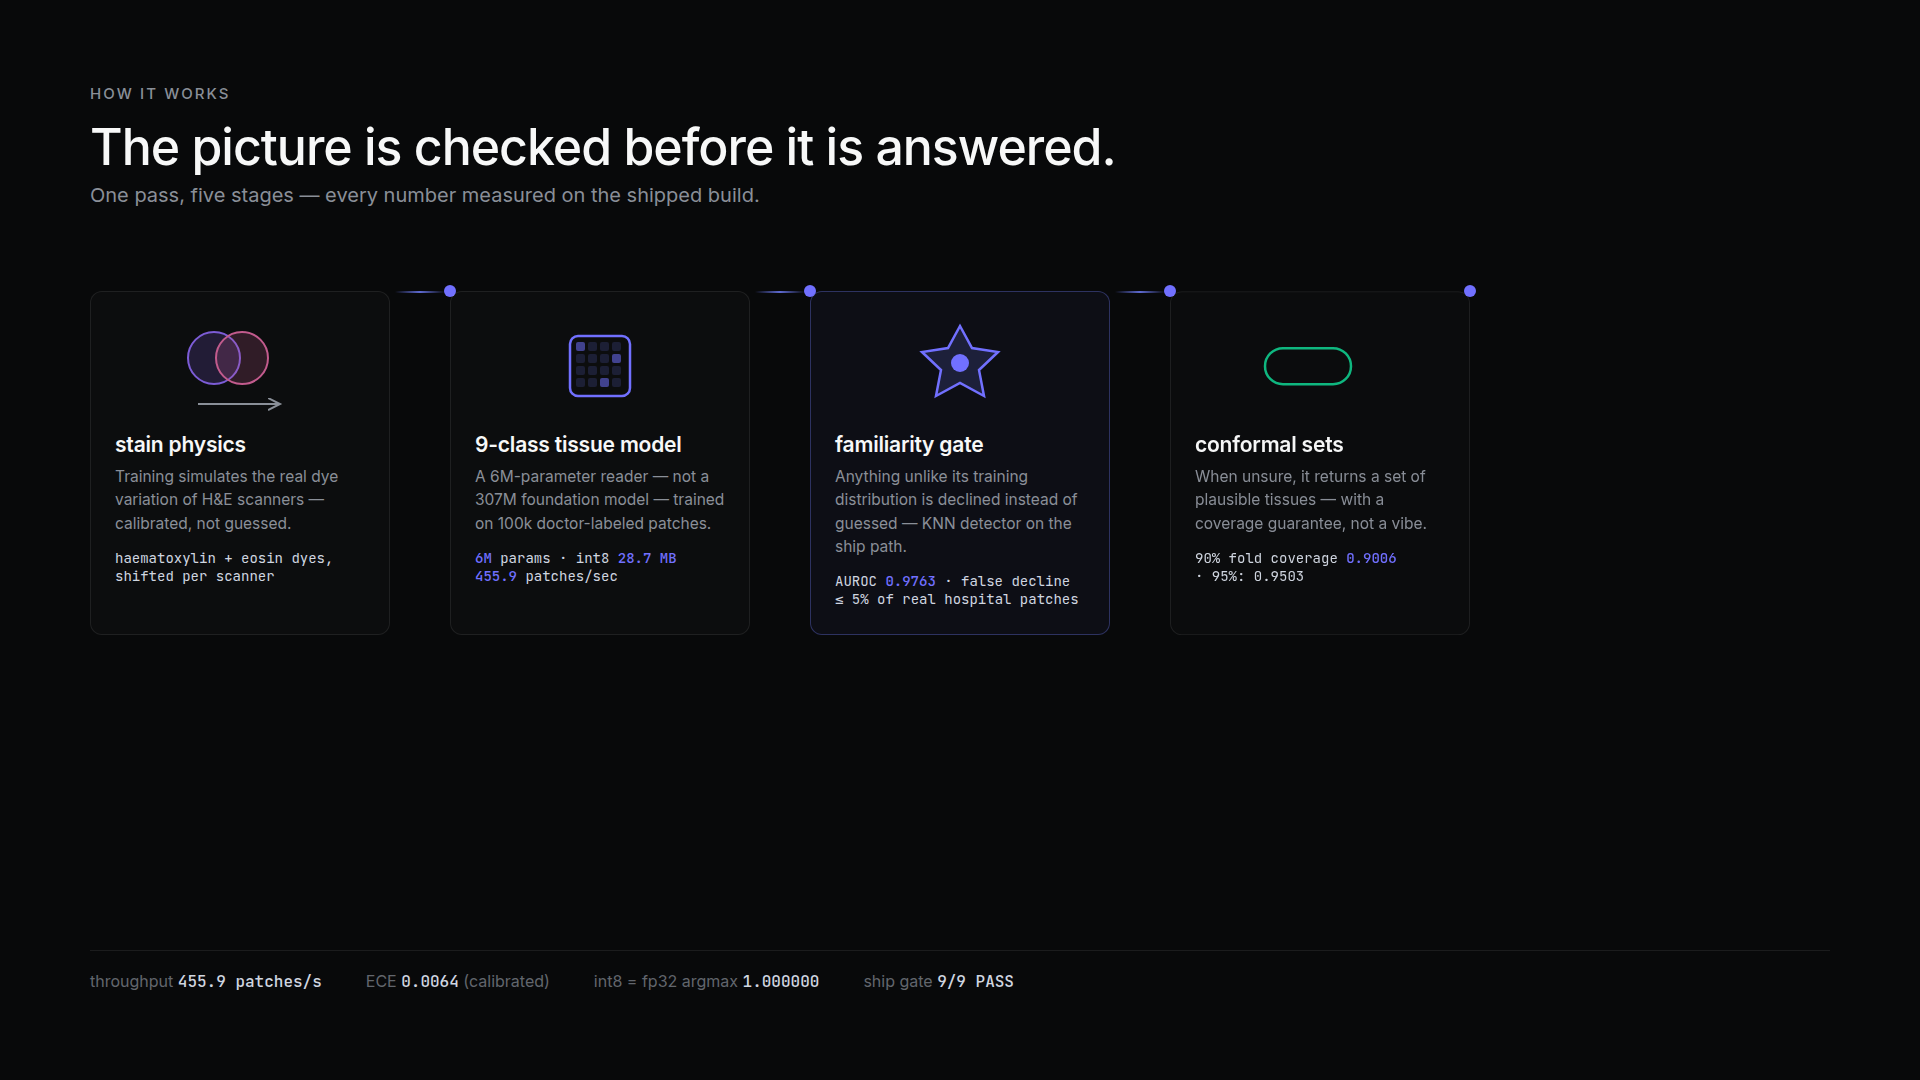 HOW IT WORKS
The picture is checked before it is answered.
One pass, five stages — every number measured on the shipped build.
stain physics
Training simulates the real dye
variation of H&E scanners —
calibrated, not guessed.
haematoxylin + eosin dyes,
shifted per scanner
9-class tissue model
A 6M-parameter reader — not a
307M foundation model — trained
on 100k doctor-labeled patches.
6M params · int8 28.7 MB
455.9 patches/sec
familiarity gate
Anything unlike its training
distribution is declined instead of
guessed — KNN detector on the
ship path.
AUROC 0.9763 · false decline
≤ 5% of real hospital patches
conformal sets
When unsure, it returns a set of
plausible tissues — with a
coverage guarantee, not a vibe.
90% fold coverage 0.9006
· 95%: 0.9503
throughput 455.9 patches/s ECE 0.0064 (calibrated) int8 = fp32 argmax 1.000000 ship gate 9/9 PASS